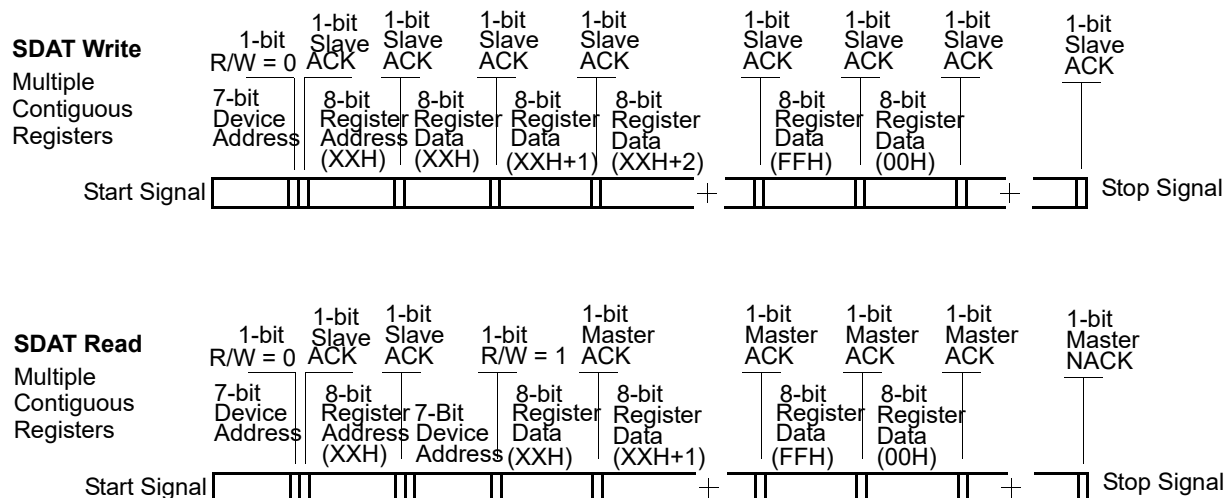 SDAT Write
Multiple
Contiguous
Registers
1-bit
R/W = 0
1-bit
Slave
ACK
1-bit
Slave
ACK
1-bit
Slave
ACK
1-bit
Slave
ACK
1-bit
Slave
ACK
1-bit
Slave
ACK
1-bit
Slave
ACK
1-bit
Slave
ACK
7-bit
Device
Address
8-bit
Register
Address
(XXH)
8-bit
Register
Data
(XXH)
8-bit
Register
Data
(XXH+1)
8-bit
Register
Data
(XXH+2)
8-bit
Register
Data
(FFH)
8-bit
Register
Data
(00H)
Start Signal
Stop Signal
SDAT Read
Multiple
Contiguous
Registers
1-bit
R/W = 0
1-bit
Slave
ACK
1-bit
Slave
ACK
1-bit
R/W = 1
1-bit
Master
ACK
1-bit
Master
ACK
1-bit
Master
ACK
1-bit
Master
ACK
1-bit
Master
NACK
7-bit
Device
Address
8-bit
Register
Address
(XXH)
7-Bit
Device
Address
8-bit
Register
Data
(XXH)
8-bit
Register
Data
(XXH+1)
8-bit
Register
Data
(FFH)
8-bit
Register
Data
(00H)
Start Signal
Stop Signal